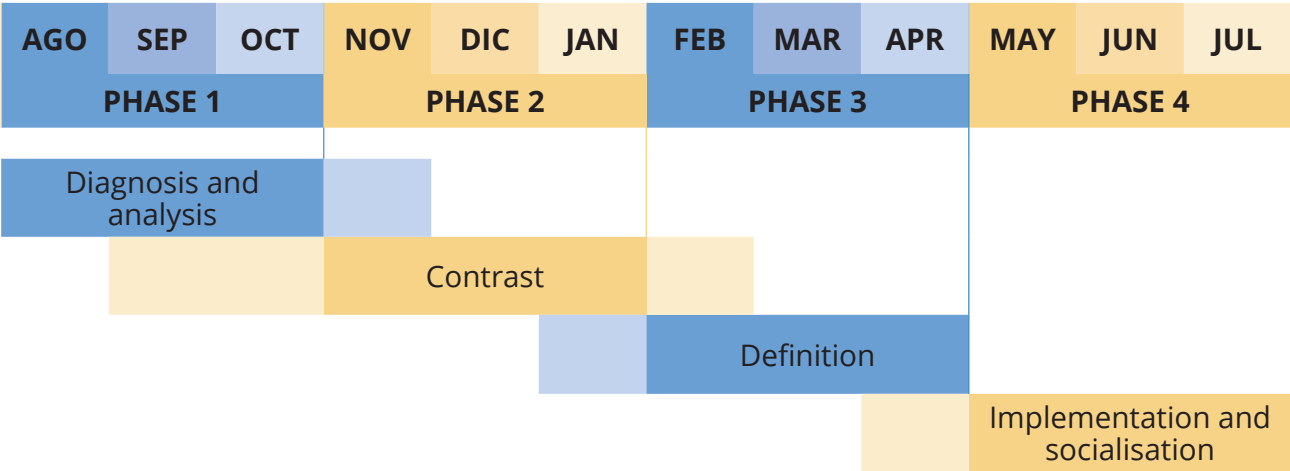 AGO SEP OCT NOV DIC JAN FEB MAR APR MAY JUN JUL
PHASE 1 PHASE 2 PHASE 3 PHASE 4
Diagnosis and
analysis
Contrast
Definition
Implementation and
socialisation